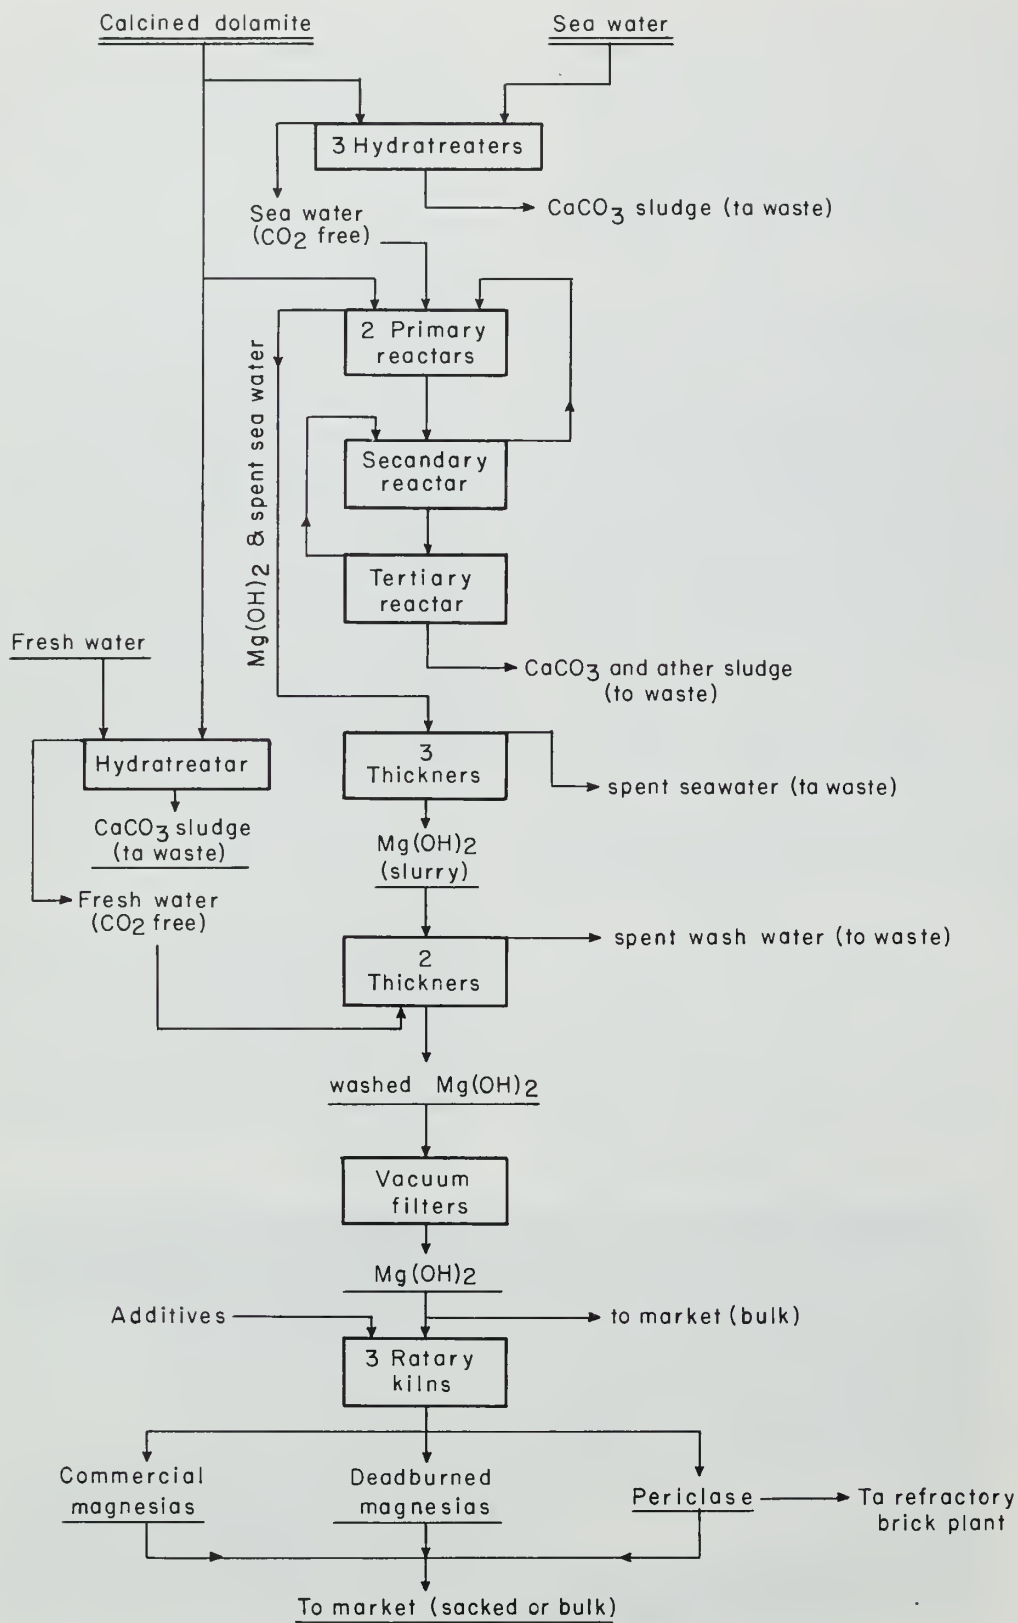 Calcined dolamite
Sea water
3 Hydratreaters
Sea water
(CO2 free)
CaCO3 sludge (ta waste)
2 Primary
reactars
Mg(OH)2 & spent sea water
Secandary
reactar
Tertiary
reactar
Fresh water
CaCO3 and ather sludge
(to waste)
Hydratreatar
3
Thickners
spent seawater (ta waste)
CaCO3 sludge
(ta waste)
Mg(OH)2
(slurry)
Fresh water
(CO2 free)
2
Thickners
spent wash water (to waste)
washed Mg(OH)2
Vacuum
filters
Mg(OH)2
Additives
to market (bulk)
3 Ratary
kilns
Commercial
magnesias
Deadburned
magnesias
Periclase
Ta refractory
brick plant
To market (sacked or bulk)